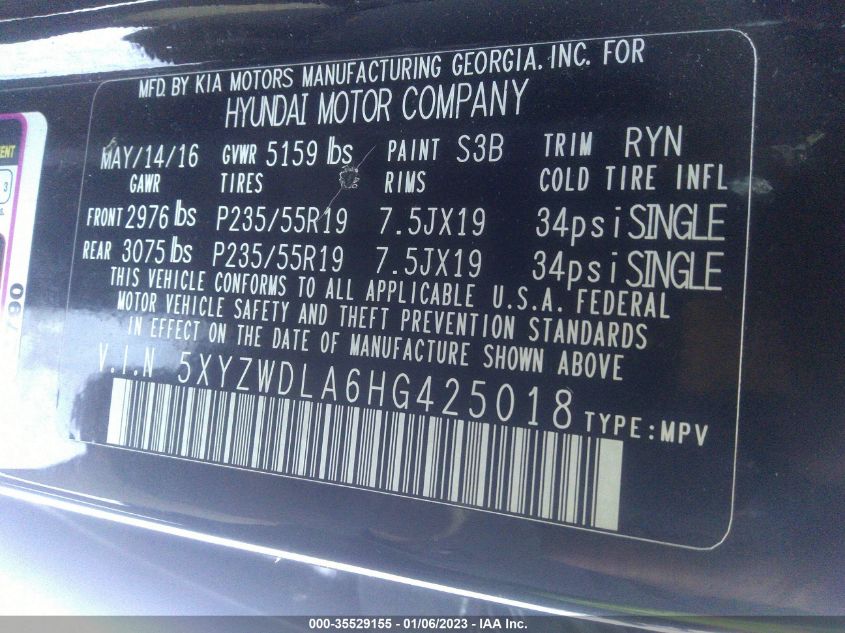 MFD. BY KIA MOTORS MANUFACTURING GEORGIA. INC. FOR
HYUNDAI MOTOR COMPANY
MAY/14/16 GVWR 5159 lbs PAINT S3B TRIM RYN
GAWR TIRES RIMS COLD TIRE INFL
FRONT 2976 lbs P235/55R19 7.5JX19 34psi SINGLE
REAR 3075 lbs P235/55R19 7.5JX19 34psi SINGLE
THIS VEHICLE CONFORMS TO ALL APPLICABLE U.S.A. FEDERAL
MOTOR VEHICLE SAFETY AND THEFT PREVENTION STANDARDS
IN EFFECT ON THE DATE OF MANUFACTURE SHOWN ABOVE
V.I.N 5XYZWDLA6HG425018 TYPE:MPV
3
000-35529155 - 01/06/2023 - IAA Inc.